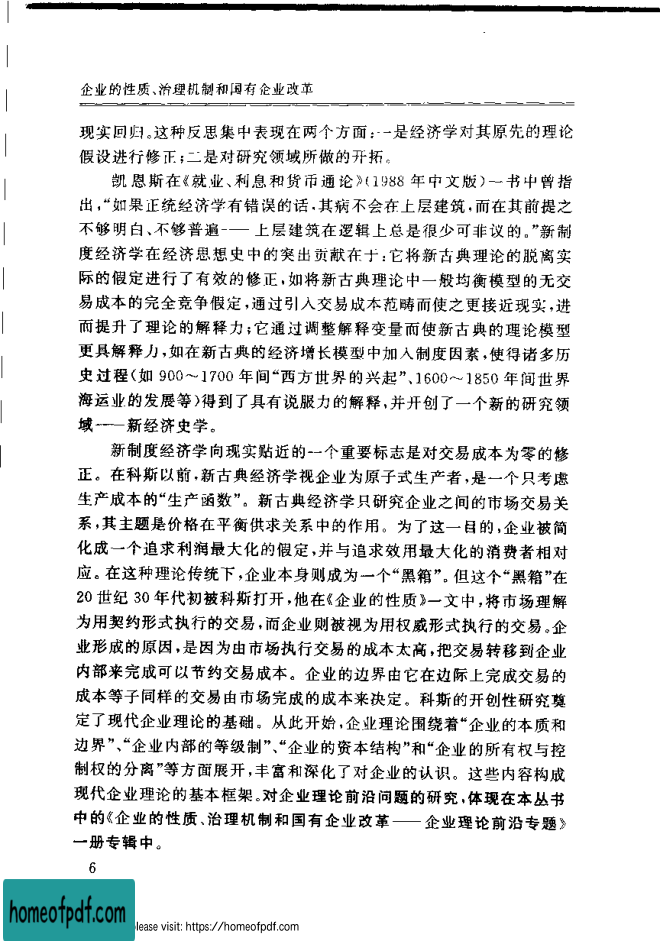 企业的性质、治理机制和国有企业改革
现实回归。这种反思集中表现在两个方面：一是经济学对其原先的理论
假设进行修正；二是对研究领域所做的开拓。
凯恩斯在《就业、利息和货币通论》(1988 年中文版)一书中曾指
出，“如果正统经济学有错误的话，其病不会在上层建筑，而在其前提之
不够明白、不够普遍——上层建筑在逻辑上总是很少可非议的。”新制
度经济学在经济思想史中的突出贡献在于：它将新古典理论的脱离实
际的假定进行了有效的修正，如将新古典理论中一般均衡模型的无交
易成本的完全竞争假定，通过引入交易成本范畴而使之更接近现实，进
而提升了理论的解释力；它通过调整解释变量而使新古典的理论模型
更具解释力，如在新古典的经济增长模型中加入制度因素，使得诸多历
史过程(如 900～1700 年间“西方世界的兴起”、1600～1850 年间世界
海运业的发展等)得到了具有说服力的解释，并开创了一个新的研究领
域——新经济史学。
新制度经济学向现实贴近的一个重要标志是对交易成本为零的修
正。在科斯以前，新古典经济学视企业为原子式生产者，是一个只考虑
生产成本的“生产函数”。新古典经济学只研究企业之间的市场交易关
系，其主题是价格在平衡供求关系中的作用。为了这一目的，企业被简
化成一个追求利润最大化的假定，并与追求效用最大化的消费者相对
应。在这种理论传统下，企业本身则成为一个“黑箱”。但这个“黑箱”在
20 世纪 30 年代初被科斯打开，他在《企业的性质》一文中，将市场理解
为用契约形式执行的交易，而企业则被视为用权威形式执行的交易。企
业形成的原因，是因为由市场执行交易的成本太高，把交易转移到企业
内部来完成可以节约交易成本。企业的边界由它在边际上完成交易的
成本等于同样的交易由市场完成的成本来决定。科斯的开创性研究奠
定了现代企业理论的基础。从此开始，企业理论围绕着“企业的本质和
边界”、“企业内部的等级制”、“企业的资本结构”和“企业的所有权与控
制权的分离”等方面展开，丰富和深化了对企业的认识。这些内容构成
现代企业理论的基本框架。对企业理论前沿问题的研究，体现在本丛书
中的《企业的性质、治理机制和国有企业改革——企业理论前沿专题》
一册专辑中。
6
homeofpdf.com
lease visit: https://homeofpdf.com